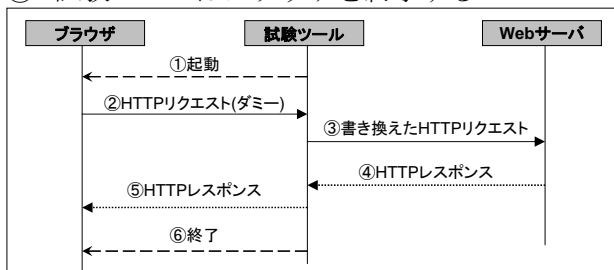 ブラウザ 試験ツール Webサーバ
①起動
②HTTPリクエスト(ダミー)
③書き換えたHTTPリクエスト
④HTTPレスポンス
⑤HTTPレスポンス
⑥終了